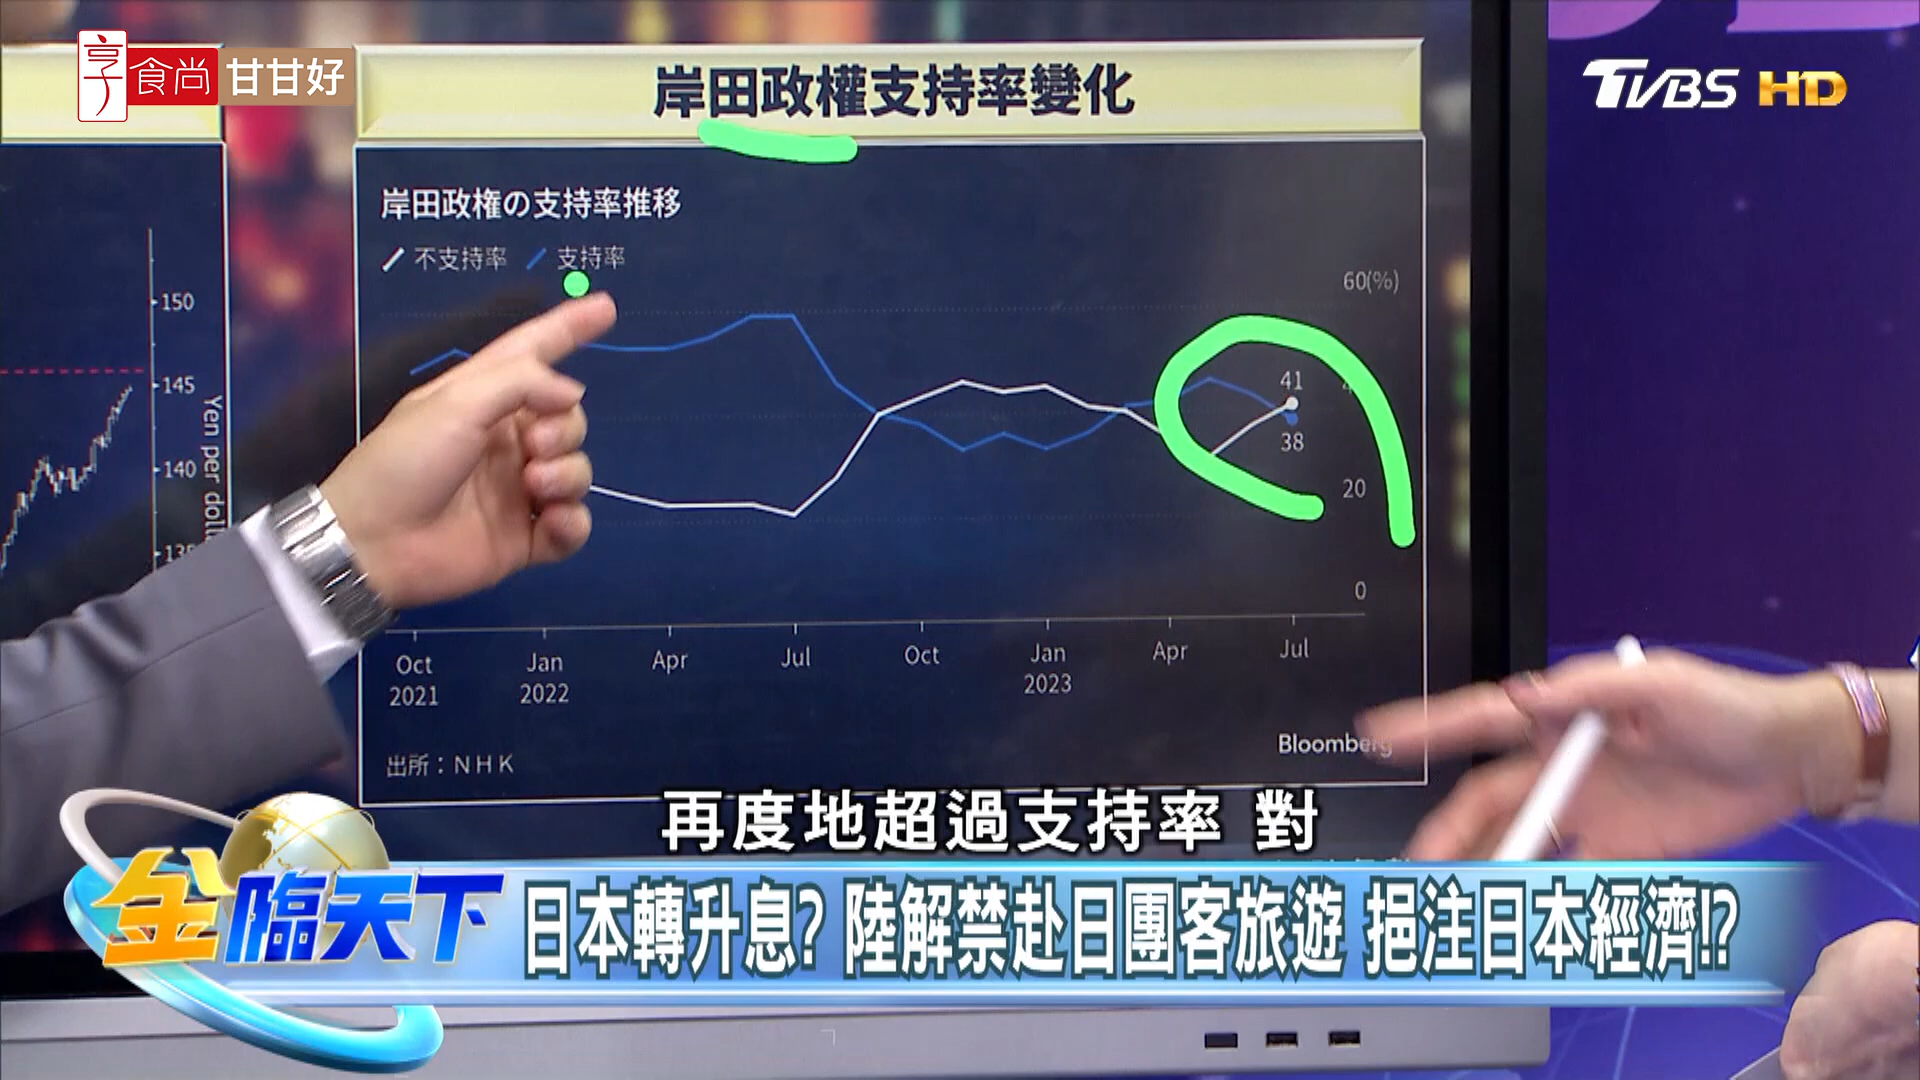 享
食尚
甘甘好
TVBS HD
岸田政權支持率變化
岸田政権の支持率推移
不支持率 支持率
60(%)
150
145
140
Yen per
41
38
20
0
Oct Jan Apr Jul Oct Jan Apr Jul
2021 2022 2023
出所：NHK
Bloomberg
再度地超過支持率 對
金臨天下
日本轉升息? 陸解禁赴日團客旅遊 挹注日本經濟!?